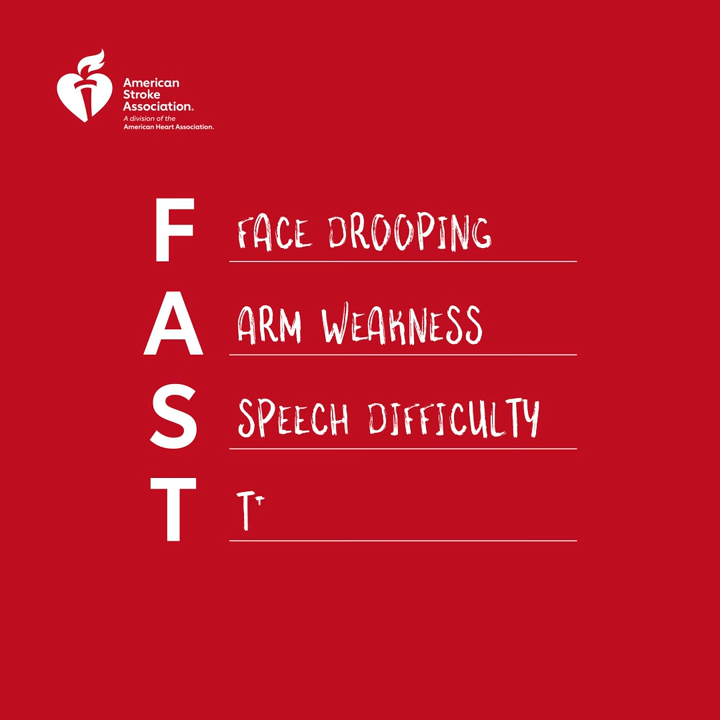 American
Stroke
Association.
A division of the
American Heart Association.
F FACE DROOPING
A ARM WEAKNESS
S SPEECH DIFFICULTY
T T